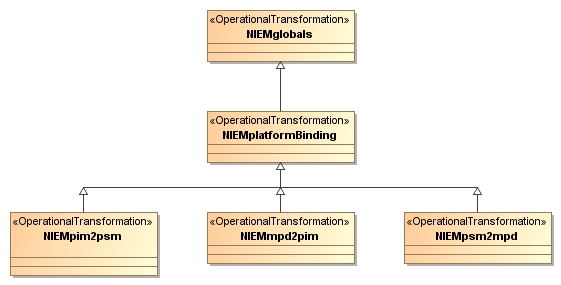 «OperationalTransformation»
NIEMglobals
«OperationalTransformation»
NIEMplatformBinding
«OperationalTransformation»
NIEMpim2psm
«OperationalTransformation»
NIEMmpd2pim
«OperationalTransformation»
NIEMpsm2mpd